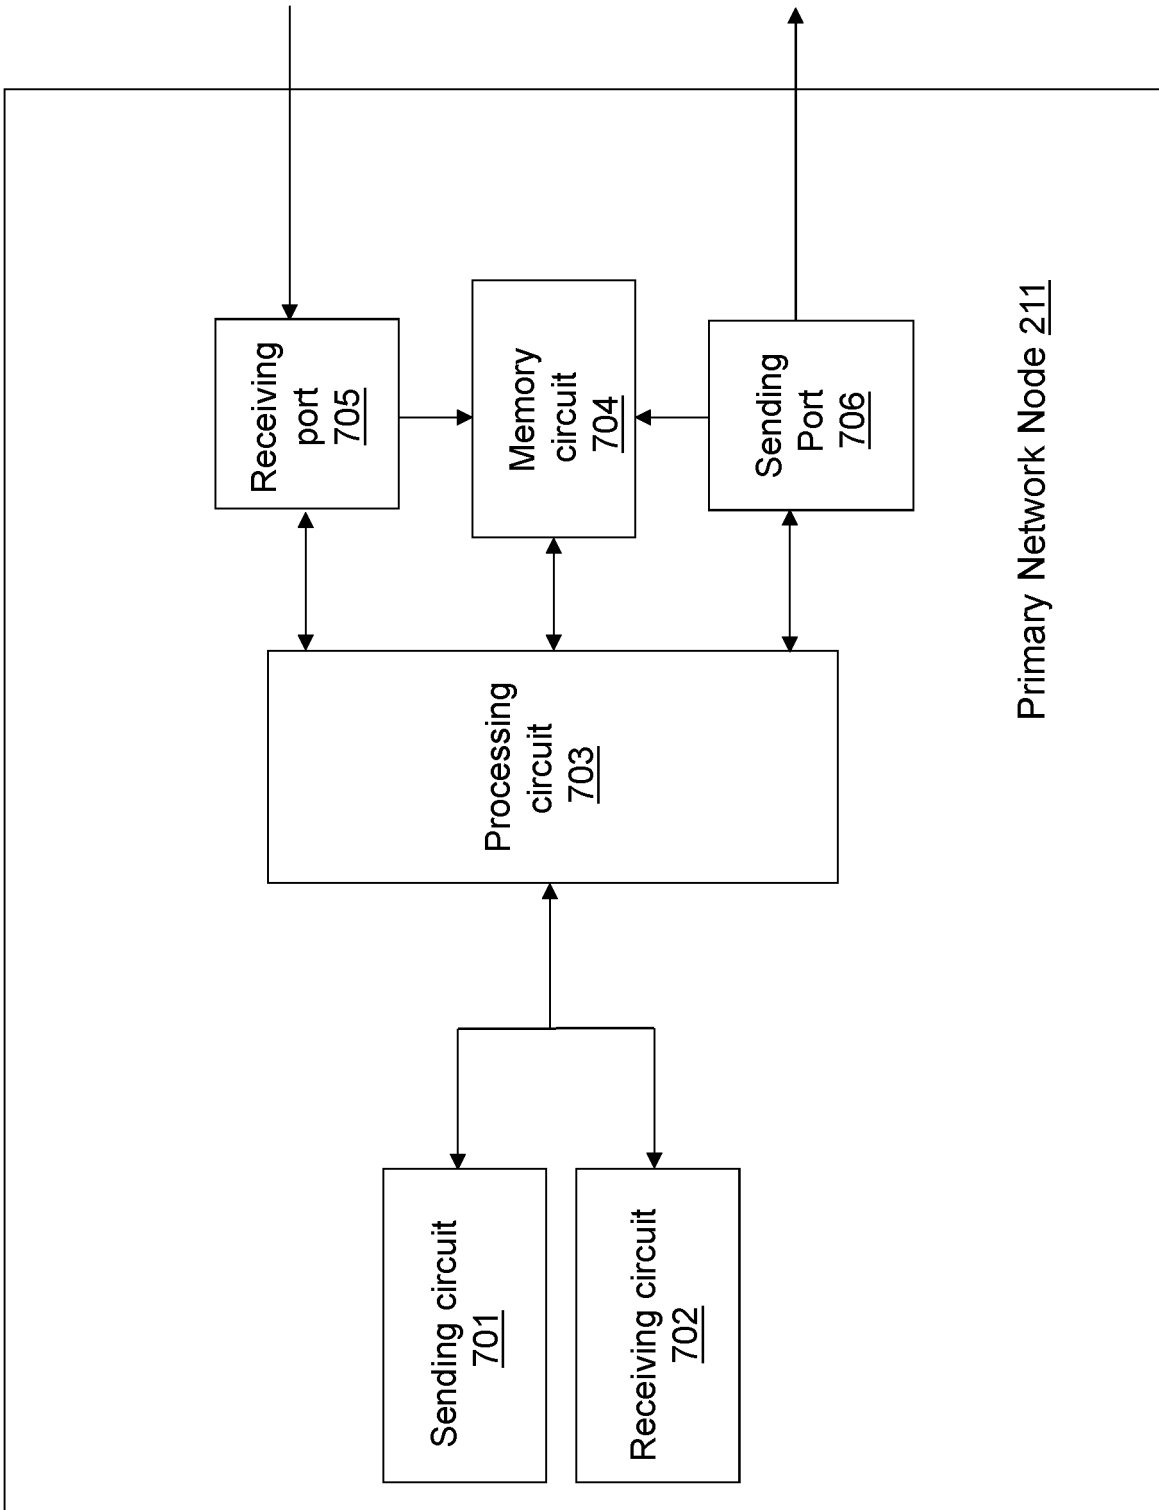 Sending circuit
701
Receiving circuit
702
Processing
circuit
703
Receiving
port
705
Memory
circuit
704
Sending
Port
706
Primary Network Node 211